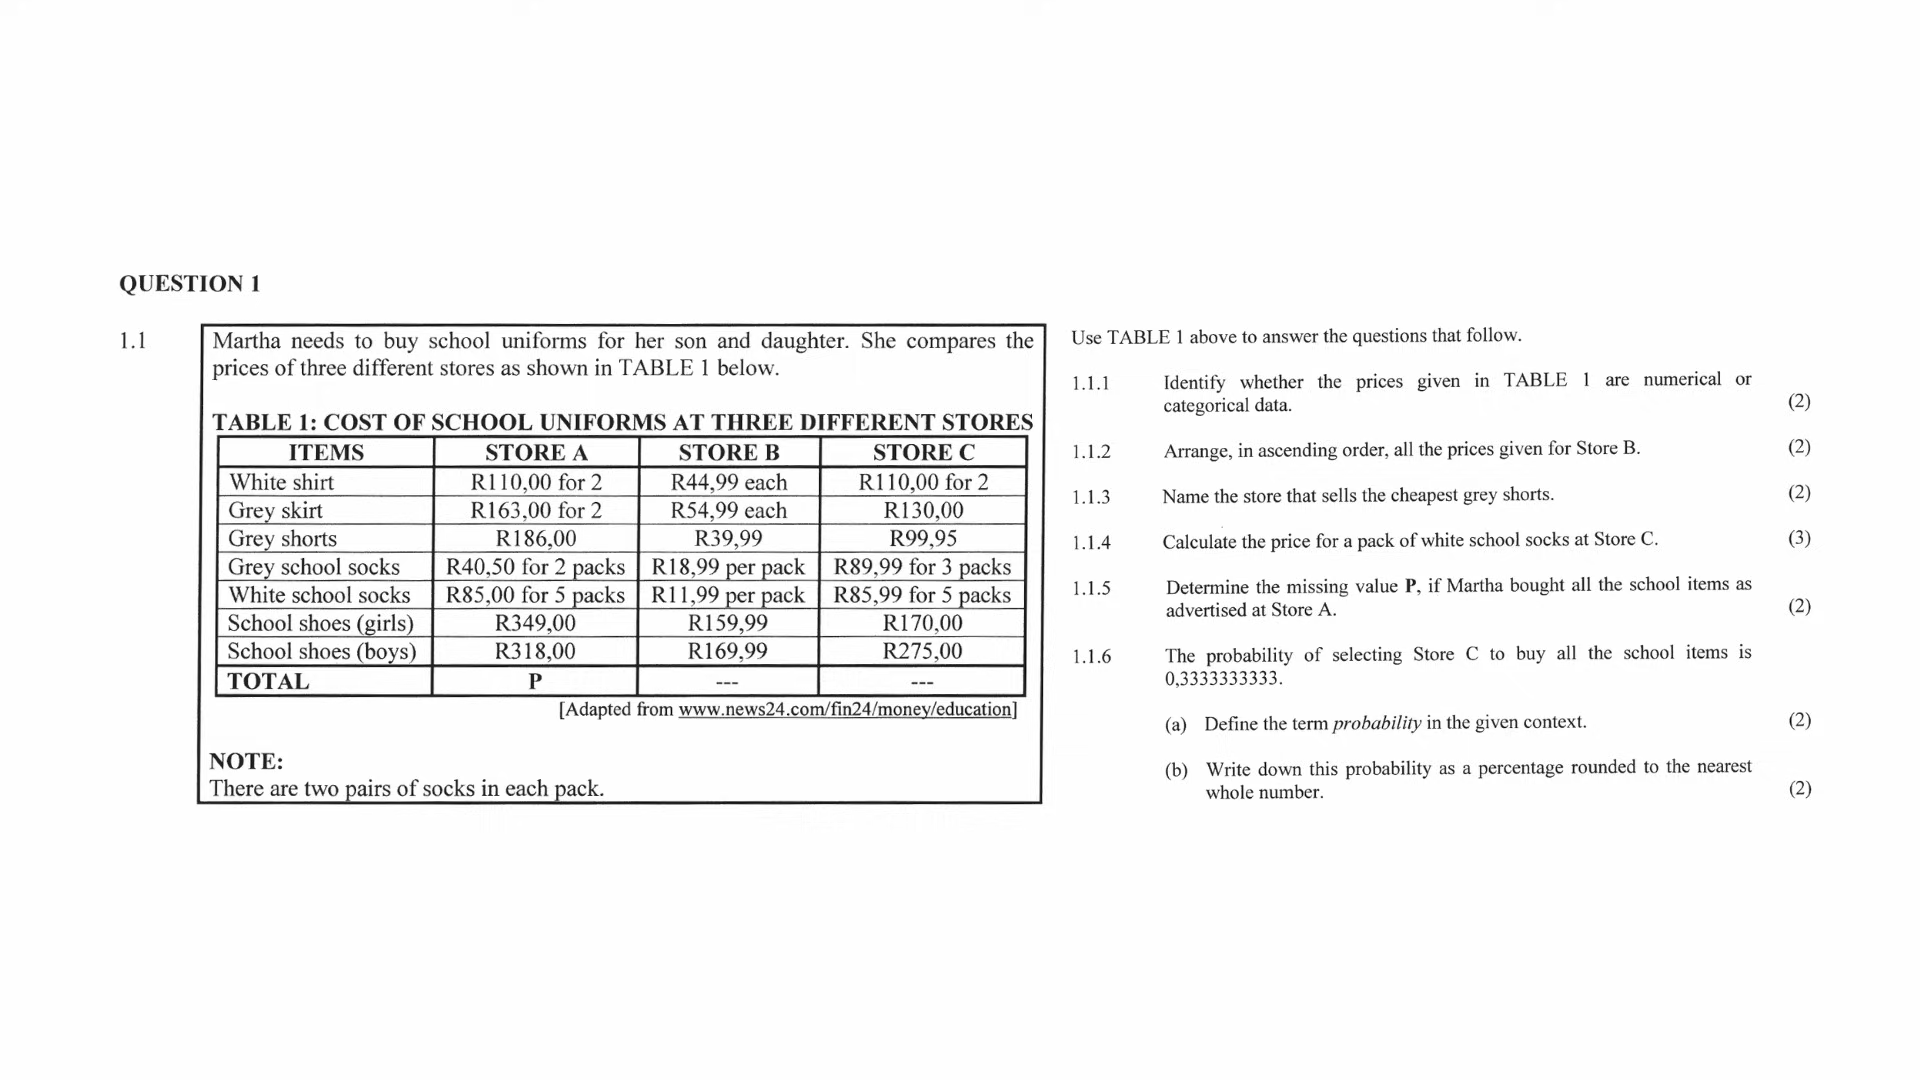 QUESTION 1
1.1
Martha needs to buy school uniforms for her son and daughter. She compares the
prices of three different stores as shown in TABLE 1 below.
TABLE 1: COST OF SCHOOL UNIFORMS AT THREE DIFFERENT STORES
ITEMS STORE A STORE B STORE C
White shirt R110,00 for 2 R44,99 each R110,00 for 2
Grey skirt R163,00 for 2 R54,99 each R130,00
Grey shorts R186,00 R39,99 R99,95
Grey school socks R40,50 for 2 packs R18,99 per pack R89,99 for 3 packs
White school socks R85,00 for 5 packs R11,99 per pack R85,99 for 5 packs
School shoes (girls) R349,00 R159,99 R170,00
School shoes (boys) R318,00 R169,99 R275,00
TOTAL P --- ---
[Adapted from www.news24.com/fin24/money/education]
NOTE:
There are two pairs of socks in each pack.
Use TABLE 1 above to answer the questions that follow.
1.1.1 Identify whether the prices given in TABLE 1 are numerical or
categorical data. (2)
1.1.2 Arrange, in ascending order, all the prices given for Store B. (2)
1.1.3 Name the store that sells the cheapest grey shorts. (2)
1.1.4 Calculate the price for a pack of white school socks at Store C. (3)
1.1.5 Determine the missing value P, if Martha bought all the school items as
advertised at Store A. (2)
1.1.6 The probability of selecting Store C to buy all the school items is
0,3333333333.
(a) Define the term probability in the given context. (2)
(b) Write down this probability as a percentage rounded to the nearest
whole number. (2)